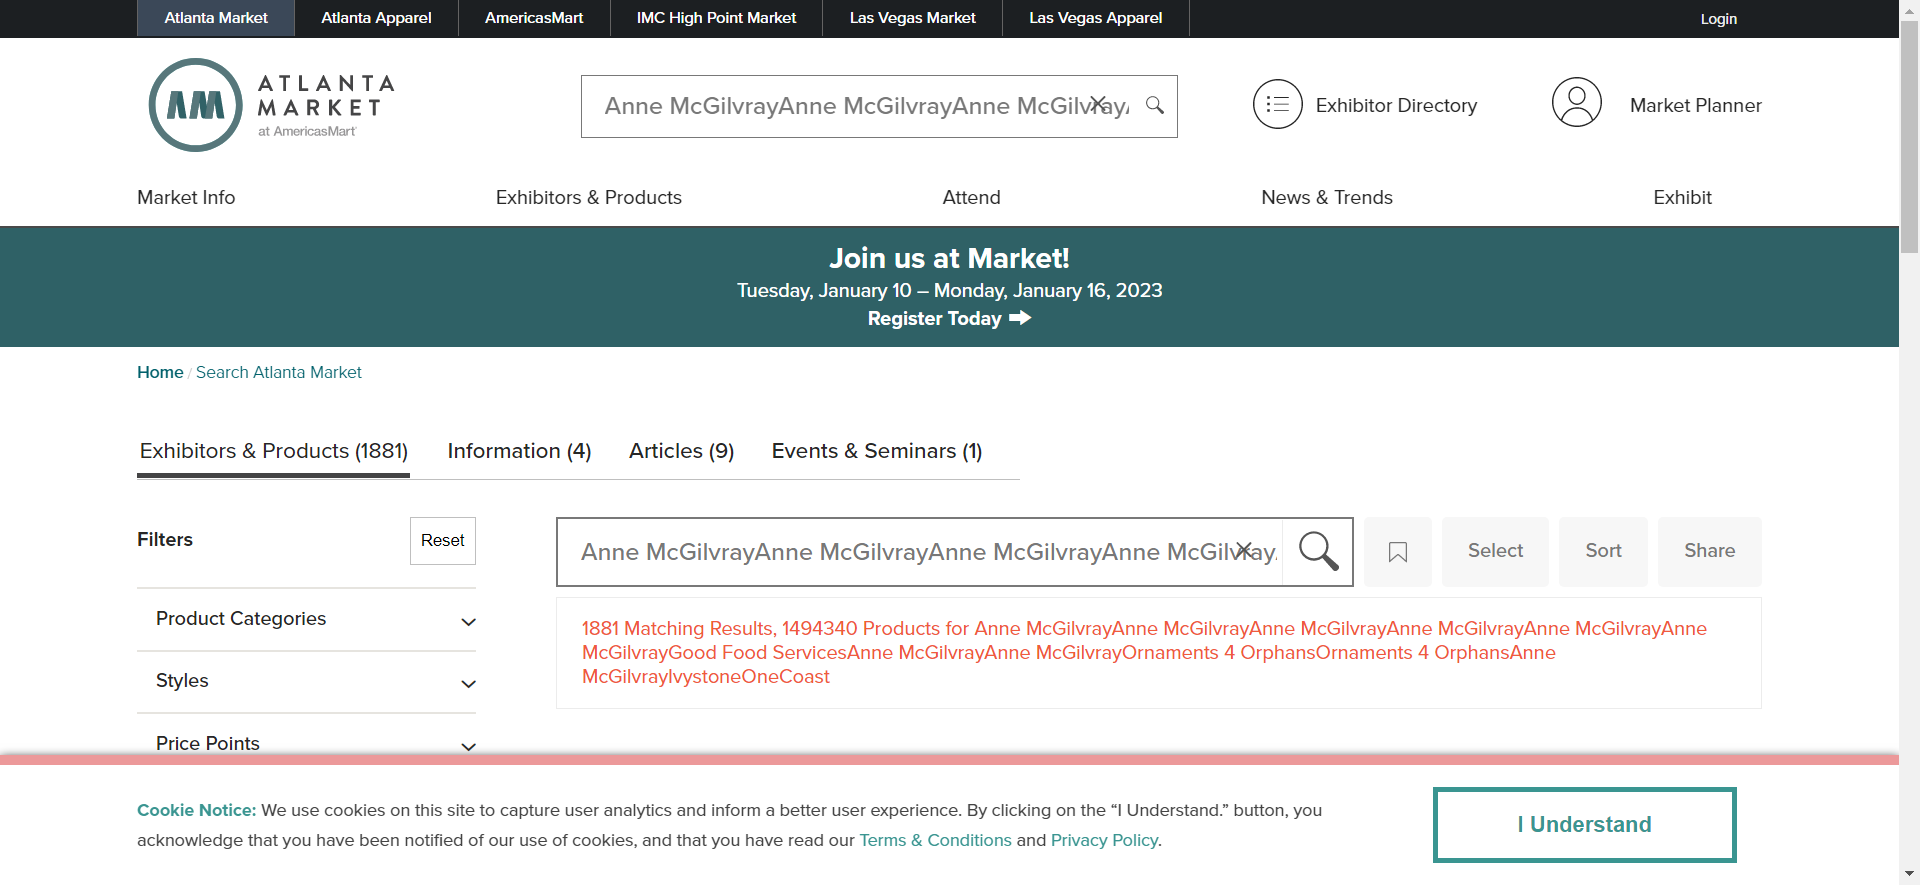 Atlanta Market Atlanta Apparel AmericasMart IMC High Point Market Las Vegas Market Las Vegas Apparel Login
ATLANTA
MARKET
at AmericasMart
Anne McGilvrayAnne McGilvrayAnne McGilvray
Exhibitor Directory
Market Planner
Market Info Exhibitors & Products Attend News & Trends Exhibit
Join us at Market!
Tuesday, January 10 – Monday, January 16, 2023
Register Today
Home / Search Atlanta Market
Exhibitors & Products (1881) Information (4) Articles (9) Events & Seminars (1)
Filters
Reset
Anne McGilvrayAnne McGilvrayAnne McGilvrayAnne McGilvray
Select
Sort
Share
Product Categories
Styles
Price Points
1881 Matching Results, 1494340 Products for Anne McGilvrayAnne McGilvrayAnne McGilvrayAnne McGilvrayAnne McGilvrayAnne
McGilvrayGood Food ServicesAnne McGilvrayAnne McGilvrayOrnaments 4 OrphansOrnaments 4 OrphansAnne
McGilvrayIvystoneOneCoast
Cookie Notice: We use cookies on this site to capture user analytics and inform a better user experience. By clicking on the “I Understand.” button, you
acknowledge that you have been notified of our use of cookies, and that you have read our Terms & Conditions and Privacy Policy.
I Understand